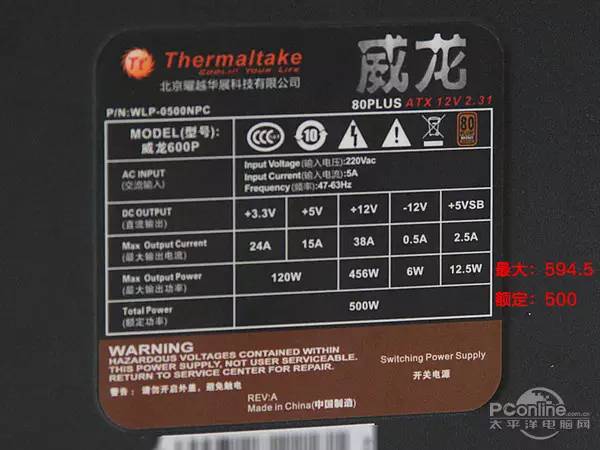 Tt Thermaltake
Cool all Your Life
北京曜越华展科技有限公司
威龙
80PLUS ATX 12V 2.31
P/N:WLP-0500NPC
MODEL(型号):
威龙600P
CCC
10
80
AC INPUT
(交流输入)
Input Voltage(输入电压):220Vac
Input Current(输入电流):5A
Frequency(频率):47-63Hz
DC OUTPUT
(直流输出)
+3.3V +5V +12V -12V +5VSB
Max Output Current
(最大输出电流)
24A 15A 38A 0.5A 2.5A
Max Output Power
(最大输出功率)
120W 456W 6W 12.5W
Total Power
(额定功率)
500W
最大: 594.5
额定: 500
WARNING
HAZARDOUS VOLTAGES CONTAINED WITHIN
THIS POWER SUPPLY, NOT USER SERVICEABLE.
RETURN TO SERVICE CENTER FOR REPAIR.
警告: 请勿开启外盖, 避免触电
Switching Power Supply
开关电源
REV:A
Made in China(中国制造)
PConline.com.cn
太平洋电脑网